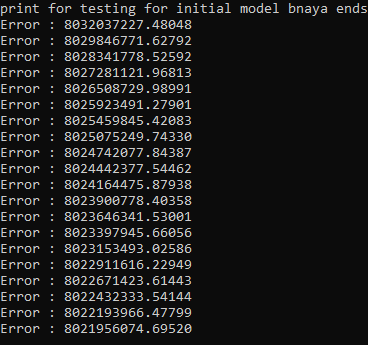 print for testing for initial model bnaya ends
Error : 8032037227.48048
Error : 8029846771.62792
Error : 8028341778.52592
Error : 8027281121.96813
Error : 8026508729.98991
Error : 8025923491.27901
Error : 8025459845.42083
Error : 8025075249.74330
Error : 8024742077.84387
Error : 8024442377.54462
Error : 8024164475.87938
Error : 8023900778.40358
Error : 8023646341.53001
Error : 8023397945.66056
Error : 8023153493.02586
Error : 8022911616.22949
Error : 8022671423.61443
Error : 8022432333.54144
Error : 8022193966.47799
Error : 8021956074.69520